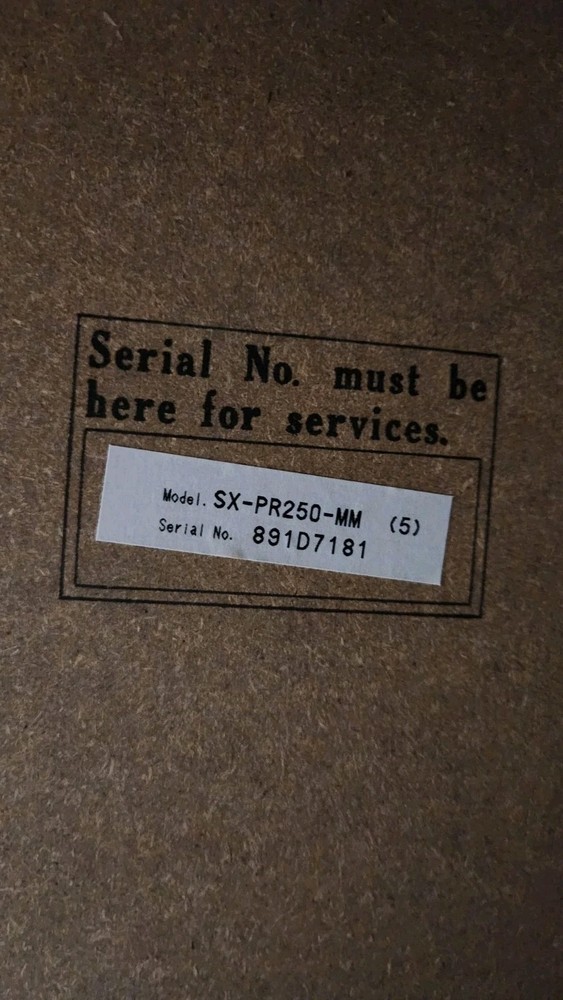 Serial No. must be
here for services.
Model. SX-PR250-MM (5)
Serial No. 891D7181